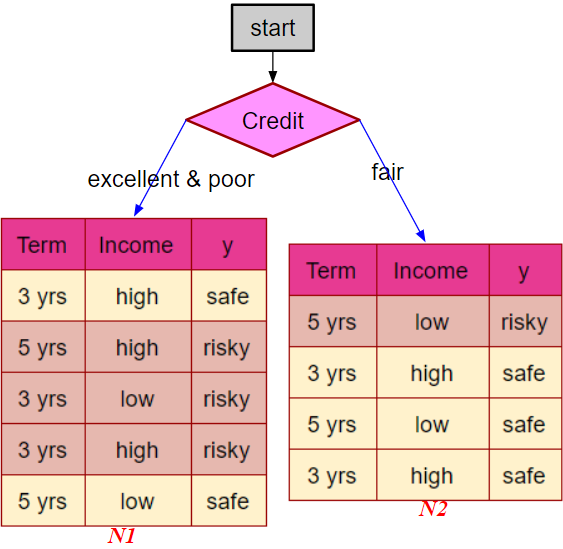 start
Credit
excellent & poor
fair
Term Income y
3 yrs high safe
5 yrs high risky
3 yrs low risky
3 yrs high risky
5 yrs low safe
N1
Term Income y
5 yrs low risky
3 yrs high safe
5 yrs low safe
3 yrs high safe
N2